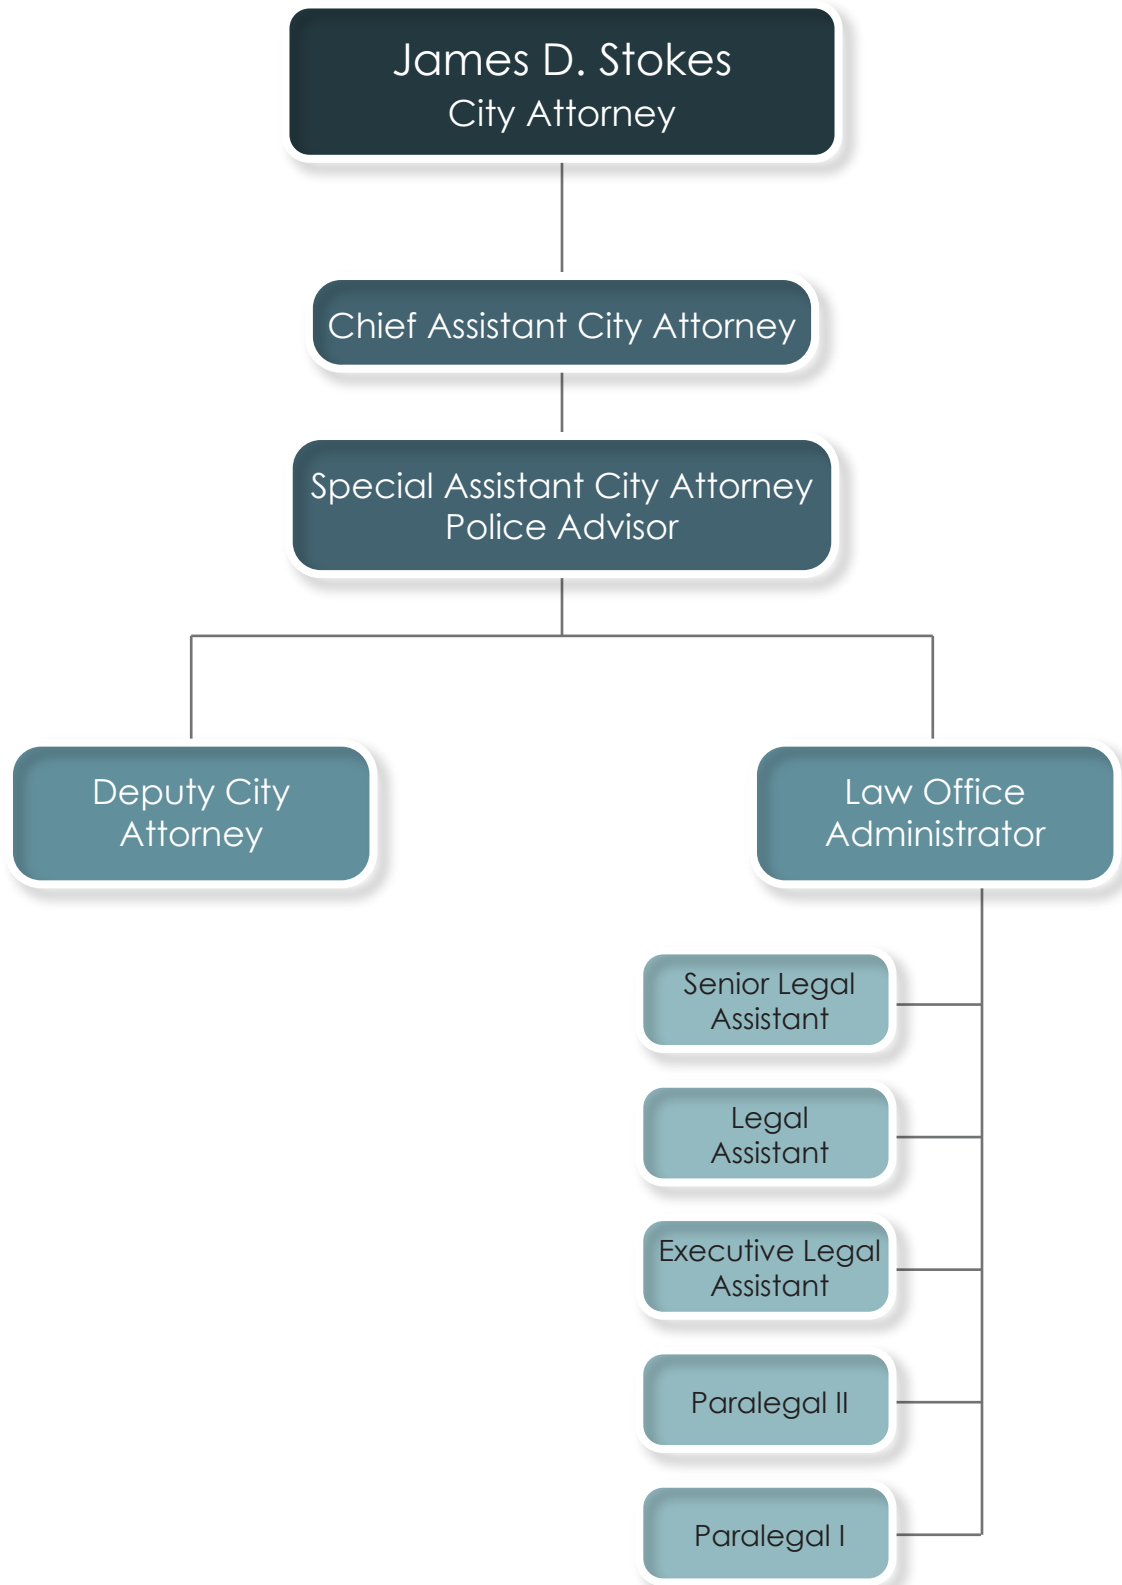 James D. Stokes
City Attorney
Chief Assistant City Attorney
Special Assistant City Attorney
Police Advisor
Deputy City
Attorney
Law Office
Administrator
Senior Legal
Assistant
Legal
Assistant
Executive Legal
Assistant
Paralegal II
Paralegal I